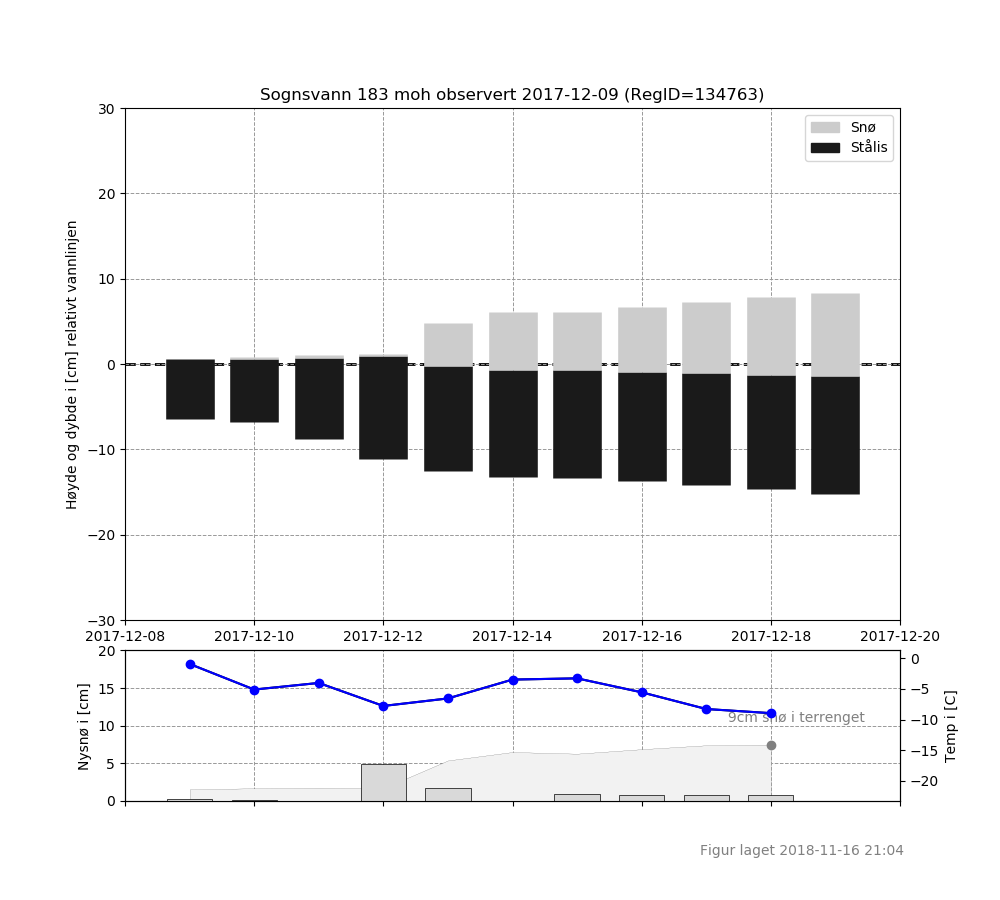 Sognsvann 183 moh observert 2017-12-09 (RegID=134763)
Høyde og dybde i [cm] relativt vannlinjen
30
20
10
0
−10
−20
−30
Snø
Stålis
2017-12-08 2017-12-10 2017-12-12 2017-12-14 2017-12-16 2017-12-18 2017-12-20
Nysnø i [cm]
20
15
10
5
0
9cm snø i terrenget
0
−5
−10
−15
−20
Temp i [C]
Figur laget 2018-11-16 21:04